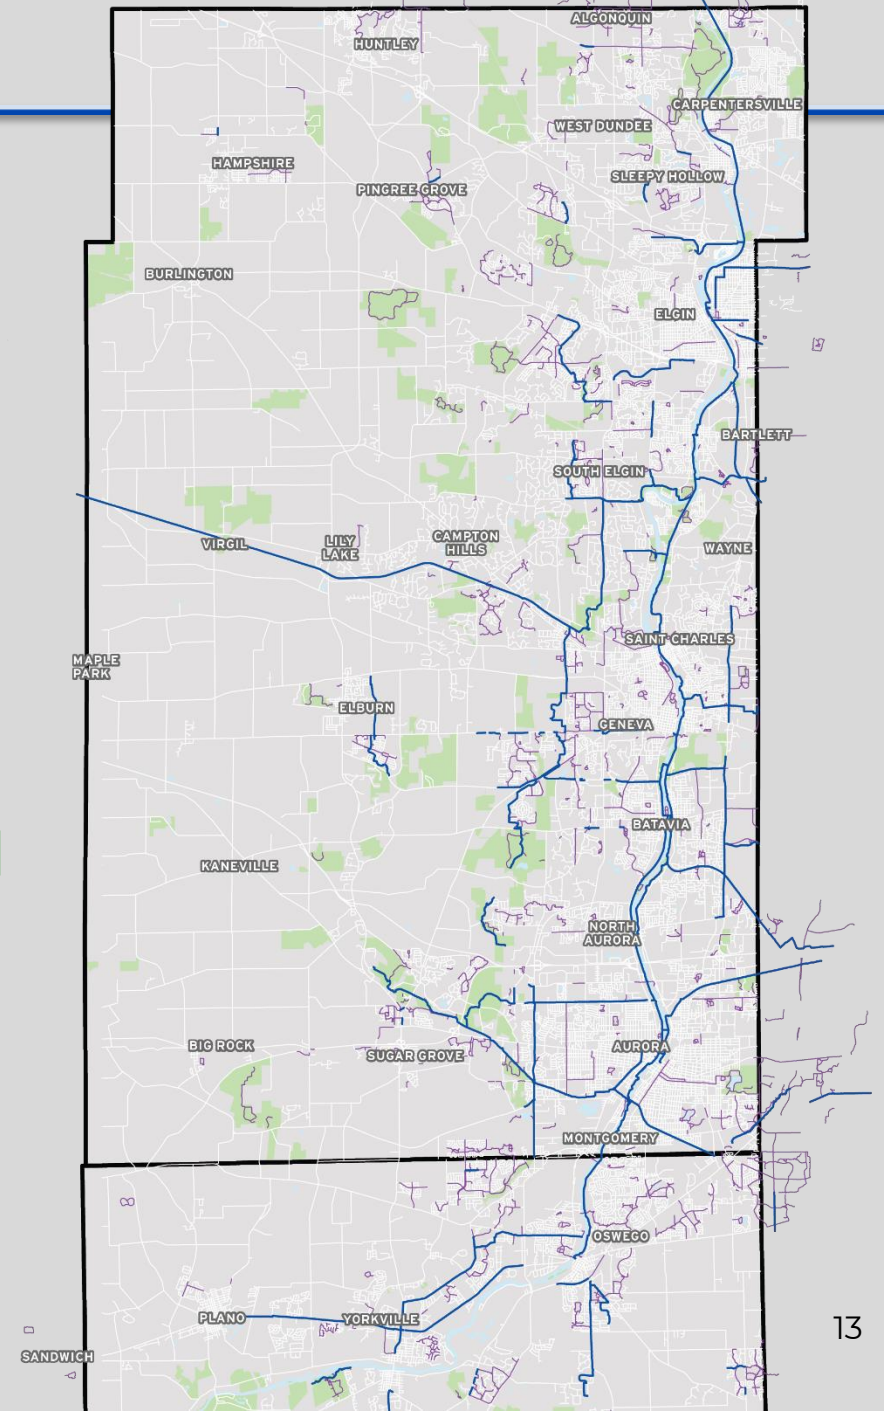 ALGONQUIN
HUNTLEY
CARPENTERSVILLE
WEST DUNDEE
HAMPSHIRE
SLEEPY HOLLOW
PINGREE GROVE
BURLINGTON
ELGIN
BARTLETT
SOUTH ELGIN
VIRGIL
LILY
LAKE
CAMPTON
HILLS
WAYNE
SAINT CHARLES
MAPLE
PARK
ELBURN
GENEVA
BATAVIA
KANEVILLE
NORTH
AURORA
BIG ROCK
SUGAR GROVE
AURORA
MONTGOMERY
OSWEGO
PLANO
YORKVILLE
13
SANDWICH